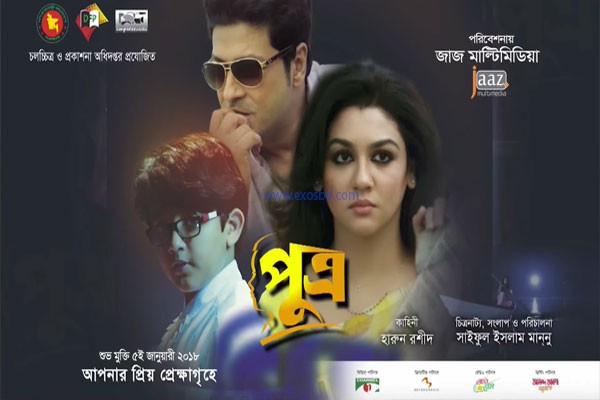 DFP
চলচ্চিত্র ও প্রকাশনা অধিদপ্তর প্রযোজিত
পরিবেশনায়
জাজ মাল্টিমিডিয়া
jaaz
multimedia
www.exosbd.com
পুত্র
কাহিনী
হারুন রশীদ
চিত্রনাট্য, সংলাপ ও পরিচালনা
সাইফুল ইসলাম মান্‌নু
শুভ মুক্তি ৫ই জানুয়ারী ২০১৮
আপনার প্রিয় প্রেক্ষাগৃহে